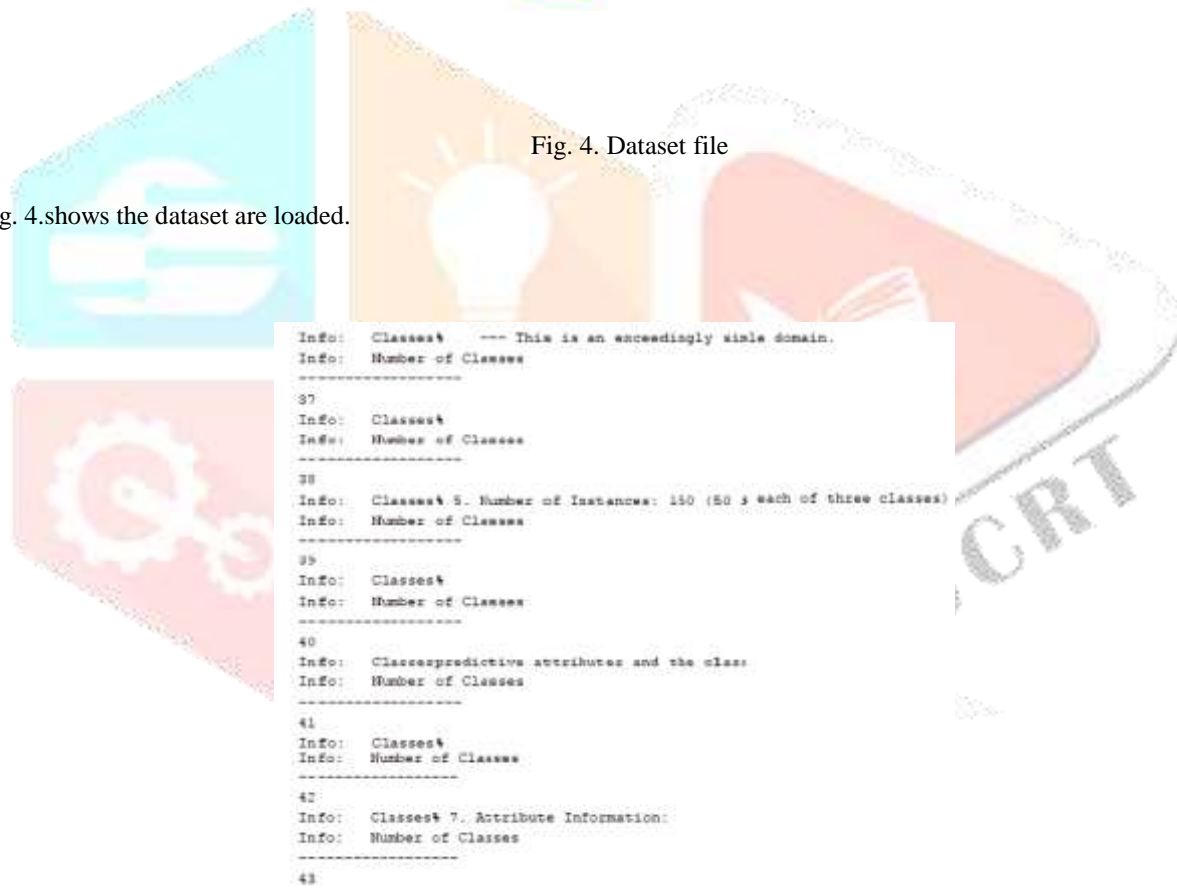 Fig. 4. Dataset file
g. 4.shows the dataset are loaded.
Info: Classes% --- This is an exceedingly simle domain.
Info: Number of Classes
------------------
37
Info: Classes%
Info: Number of Classes
------------------
38
Info: Classes% 5. Number of Instances: 150 (50 each of three classes)
Info: Number of Classes
------------------
39
Info: Classes%
Info: Number of Classes
------------------
40
Info: Classespredictive attributes and the class
Info: Number of Classes
------------------
41
Info: Classes%
Info: Number of Classes
------------------
42
Info: Classes% 7. Attribute Information:
Info: Number of Classes
------------------
43
CRT